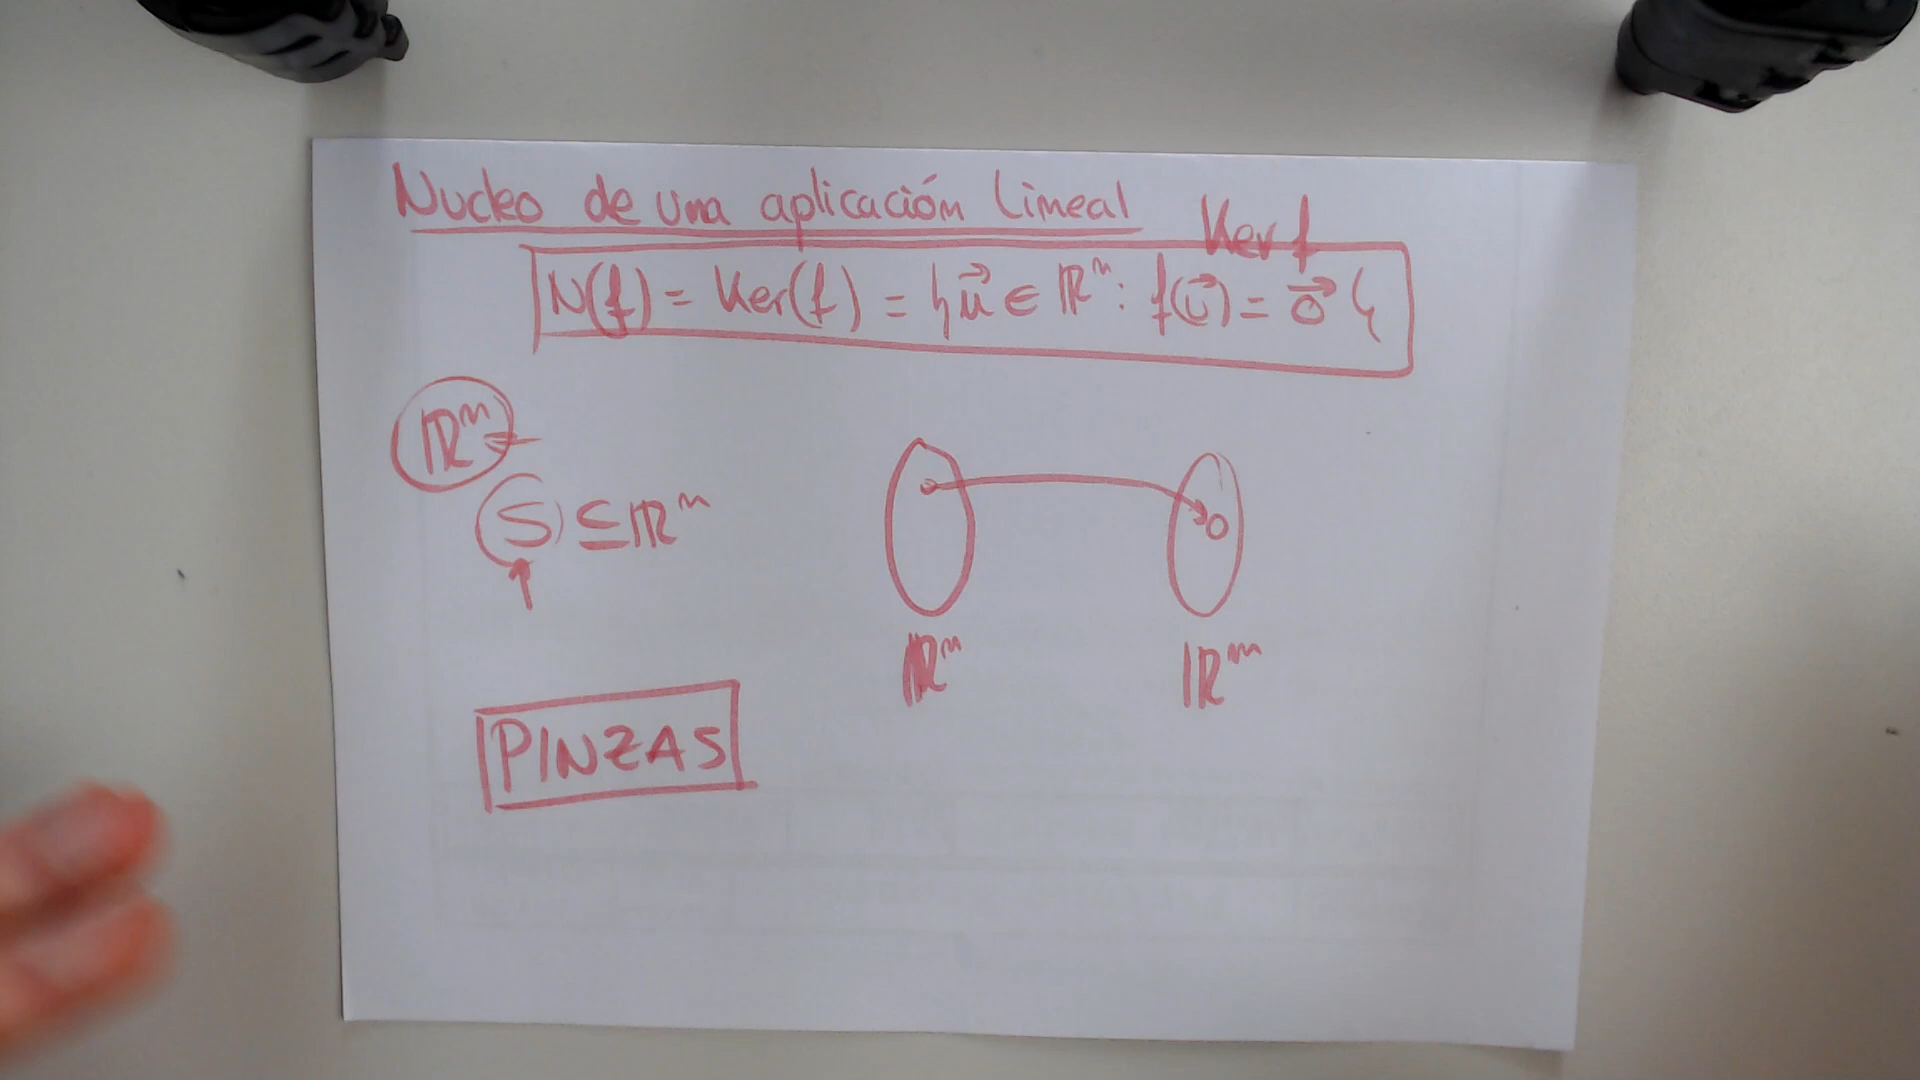 Nucleo de una aplicación lineal
Ker f
N(f) = Ker(f) = { u⃗ ∈ ℝⁿ : f(u⃗) = 0⃗ }
ℝⁿ
S ⊆ ℝⁿ
ℝⁿ ℝᵐ
PINZAS